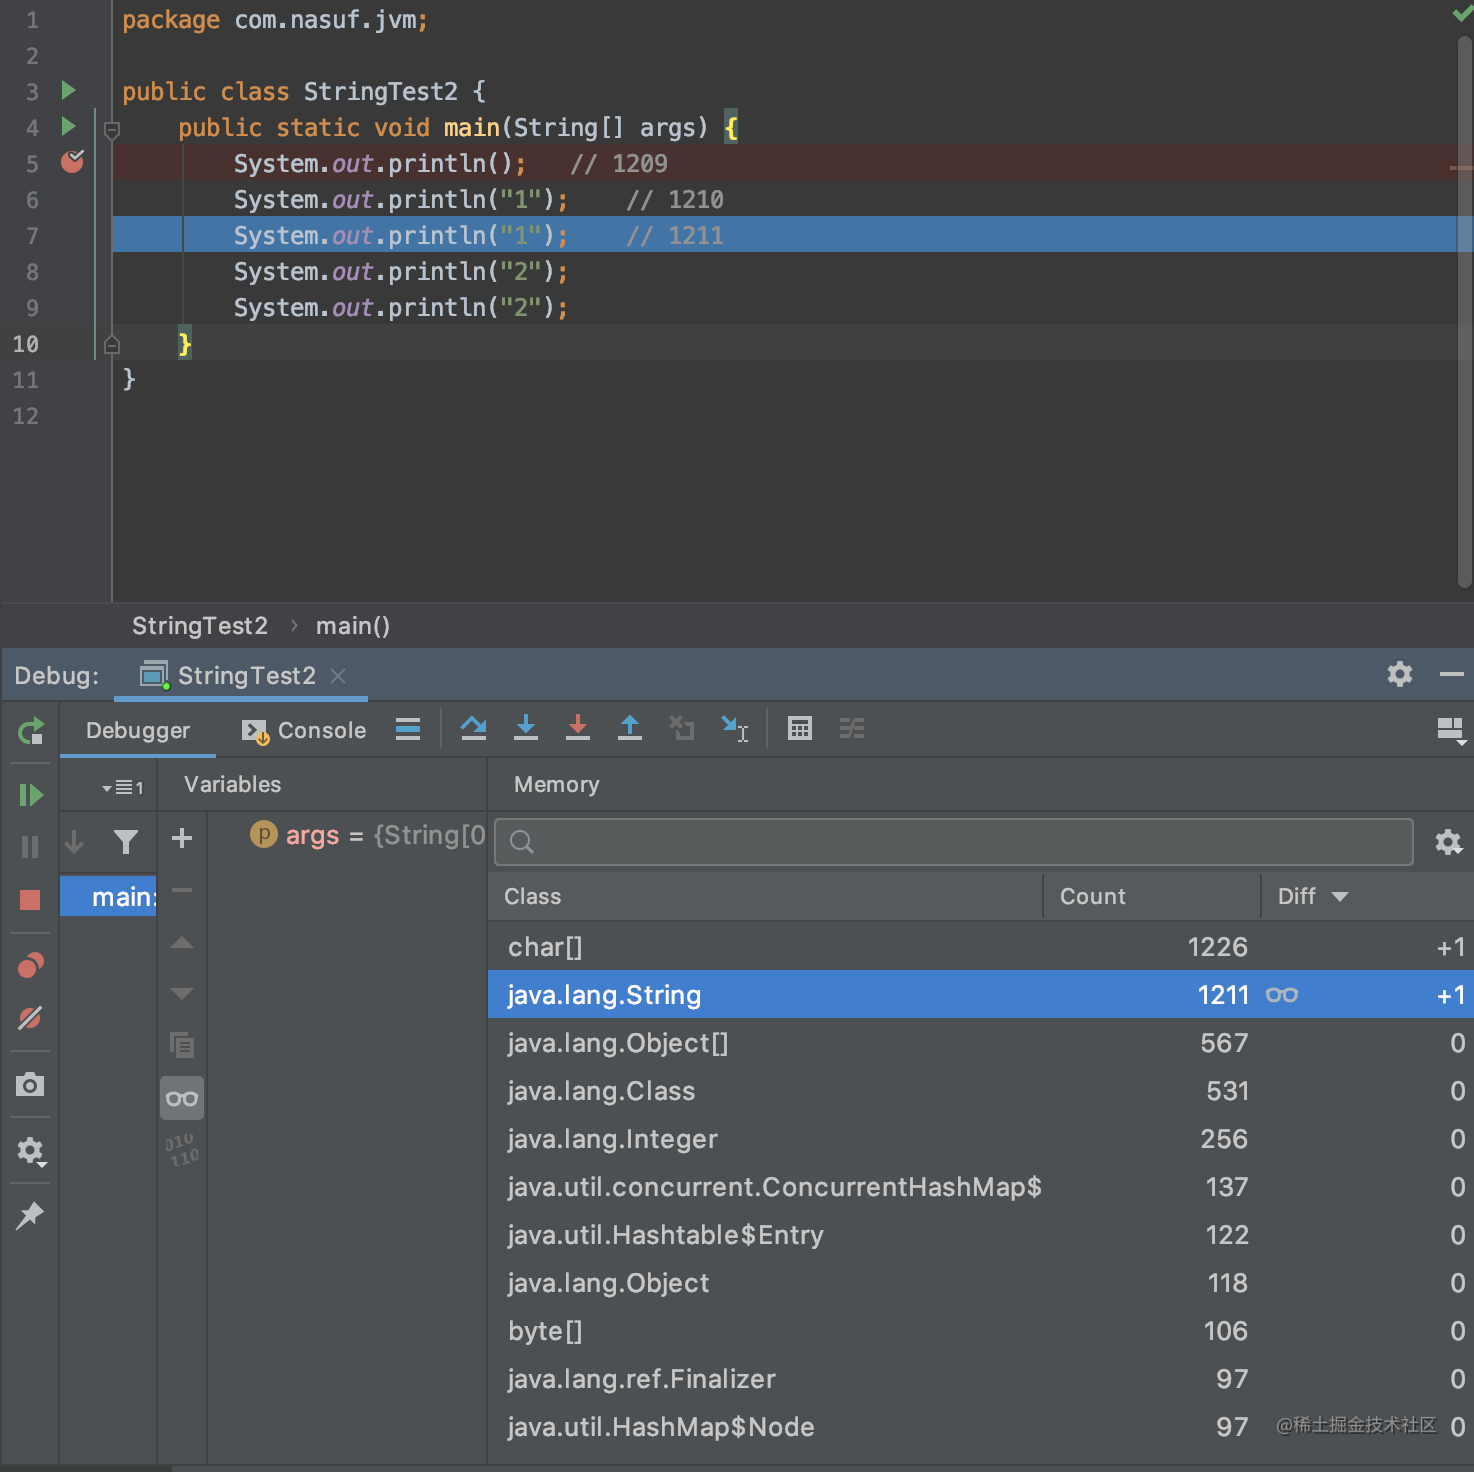 1 package com.nasuf.jvm;
2
3 public class StringTest2 {
4 public static void main(String[] args) {
5 System.out.println(); // 1209
6 System.out.println("1"); // 1210
7 System.out.println("1"); // 1211
8 System.out.println("2");
9 System.out.println("2");
10 }
11 }
12
StringTest2 › main()
Debug: StringTest2
Debugger Console
1 Variables Memory
p args = {String[0
main:
Class Count Diff
char[] 1226 +1
java.lang.String 1211 +1
java.lang.Object[] 567 0
java.lang.Class 531 0
java.lang.Integer 256 0
java.util.concurrent.ConcurrentHashMap$ 137 0
java.util.Hashtable$Entry 122 0
java.lang.Object 118 0
byte[] 106 0
java.lang.ref.Finalizer 97 0
java.util.HashMap$Node 97 0
010
110
@稀土掘金技术社区